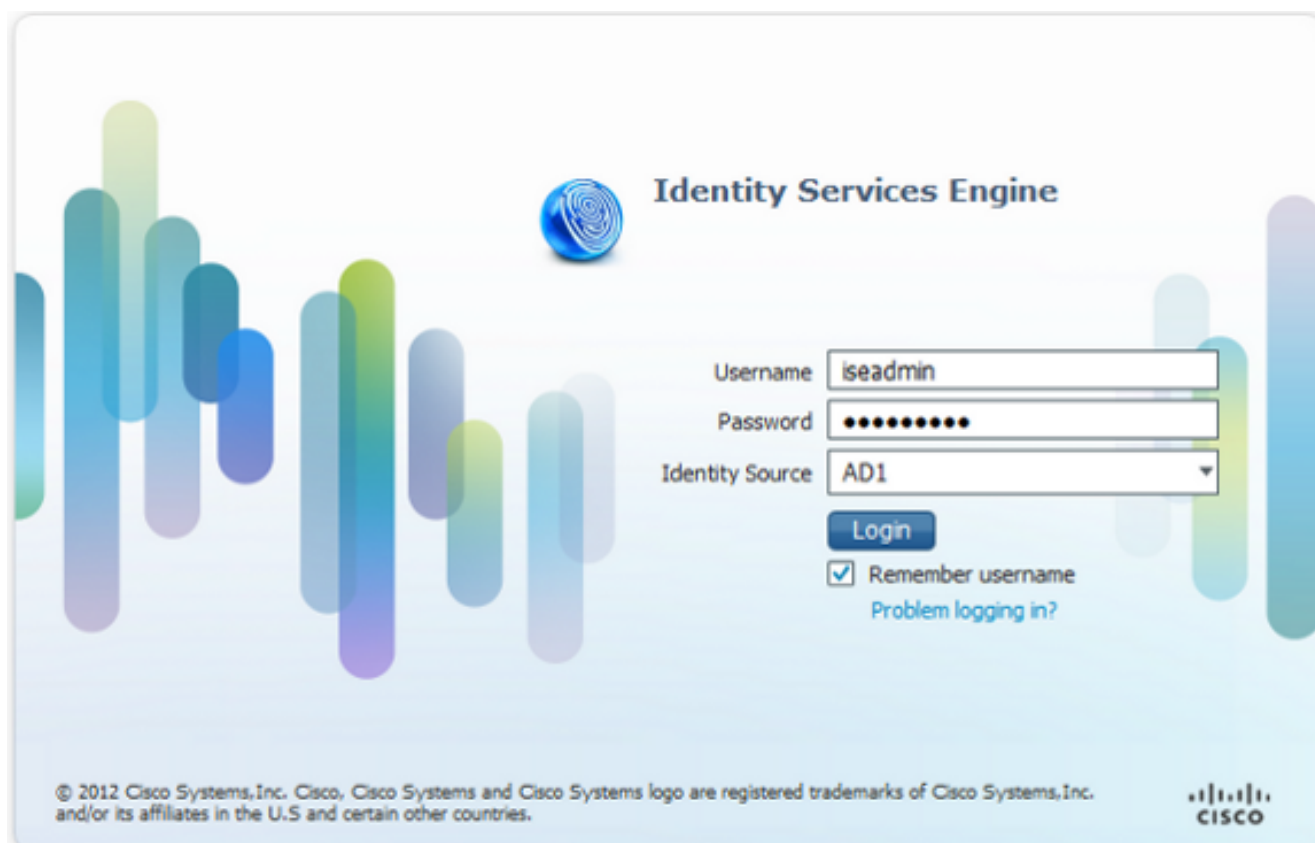 Identity Services Engine
Username iseadmin
Password •••••••••
Identity Source AD1
Login
Remember username
Problem logging in?
© 2012 Cisco Systems,Inc. Cisco, Cisco Systems and Cisco Systems logo are registered trademarks of Cisco Systems,Inc.
and/or its affiliates in the U.S and certain other countries.
CISCO